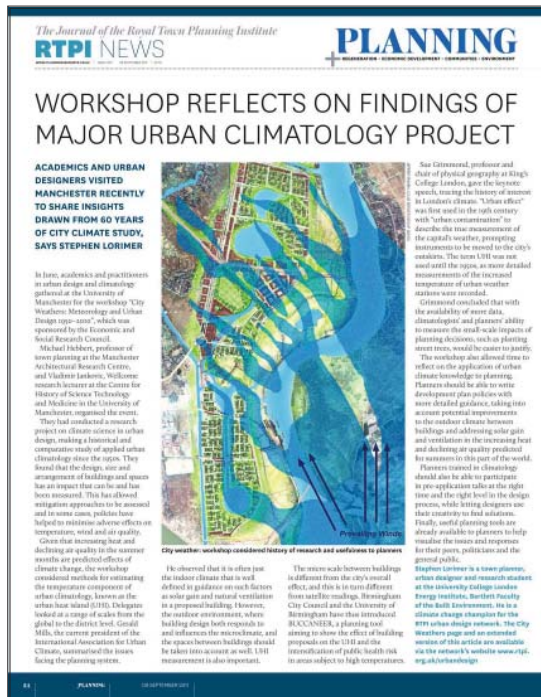 The Journal of the Royal Town Planning Institute
RTPI NEWS
PLANNING
REGENERATION • ECONOMIC DEVELOPMENT • COMMUNITIES • ENVIRONMENT
WORKSHOP REFLECTS ON FINDINGS OF
MAJOR URBAN CLIMATOLOGY PROJECT
ACADEMICS AND URBAN
DESIGNERS VISITED
MANCHESTER RECENTLY
TO SHARE INSIGHTS
DRAWN FROM 60 YEARS
OF CITY CLIMATE STUDY,
SAYS STEPHEN LORIMER
In June, academics and practitioners
in urban design and climatology
gathered at the University of
Manchester for the workshop "City
Weathers: Meteorology and Urban
Design 1950-2010", which was
sponsored by the Economic and
Social Research Council.
Michael Hebbert, professor of
town planning at the Manchester
Architectural Research Centre,
and Vladimir Jankovic, Wellcome
research lecturer at the Centre for
History of Science Technology
and Medicine in the University of
Manchester, organised the event.
They had conducted a research
project on climate science in urban
design, making a historical and
comparative study of applied urban
climatology since the 1950s. They
found that the design, size and
arrangement of buildings and spaces
has an impact that can be and has
been measured. This has allowed
mitigation approaches to be assessed
and in some cases, policies have
helped to minimise adverse effects on
temperature, wind and air quality.
Given that increasing heat and
declining air quality in the summer
months are predicted effects of
climate change, the workshop
considered methods for estimating
the temperature component of
urban climatology, known as the
urban heat island (UHI). Delegates
looked at a range of scales from the
global to the district level. Gerald
Mills, the current president of the
International Association for Urban
Climate, summarised the issues
facing the planning system.
Prevailing Winds
City weather: workshop considered history of research and usefulness to planners
He observed that it is often just
the indoor climate that is well
defined in guidance on such factors
as solar gain and natural ventilation
in a proposed building. However,
the outdoor environment, where
building design both responds to
and influences the microclimate, and
the spaces between buildings should
be taken into account as well. UHI
measurement is also important.
The micro scale between buildings
is different from the city's overall
effect, and this is in turn different
from satellite readings. Birmingham
City Council and the University of
Birmingham have thus introduced
BUCCANEER, a planning tool
aiming to show the effect of building
proposals on the UHI and the
intensification of public health risk
in areas subject to high temperatures.
Sue Grimmond, professor and
chair of physical geography at King's
College London, gave the keynote
speech, tracing the history of interest
in London's climate. "Urban effect"
was first used in the 19th century
with "urban contamination" to
describe the true measurement of
the capital's weather, prompting
instruments to be moved to the city's
outskirts. The term UHI was not
used until the 1950s, as more detailed
measurements of the increased
temperature of urban weather
stations were recorded.
Grimmond concluded that with
the availability of more data,
climatologists' and planners' ability
to measure the small-scale impacts of
planning decisions, such as planting
street trees, would be easier to justify.
The workshop also allowed time to
reflect on the application of urban
climate knowledge to planning.
Planners should be able to write
development plan policies with
more detailed guidance, taking into
account potential improvements
to the outdoor climate between
buildings and addressing solar gain
and ventilation in the increasing heat
and declining air quality predicted
for summers in this part of the world.
Planners trained in climatology
should also be able to participate
in pre-application talks at the right
time and the right level in the design
process, while letting designers use
their creativity to find solutions.
Finally, useful planning tools are
already available to planners to help
visualise the issues and responses
for their peers, politicians and the
general public.
Stephen Lorimer is a town planner,
urban designer and research student
at the University College London
Energy Institute, Bartlett Faculty
of the Built Environment. He is a
climate change champion for the
RTPI urban design network. The City
Weathers page and an extended
version of this article are available
via the network's website www.rtpi.
org.uk/urbandesign
PLANNING